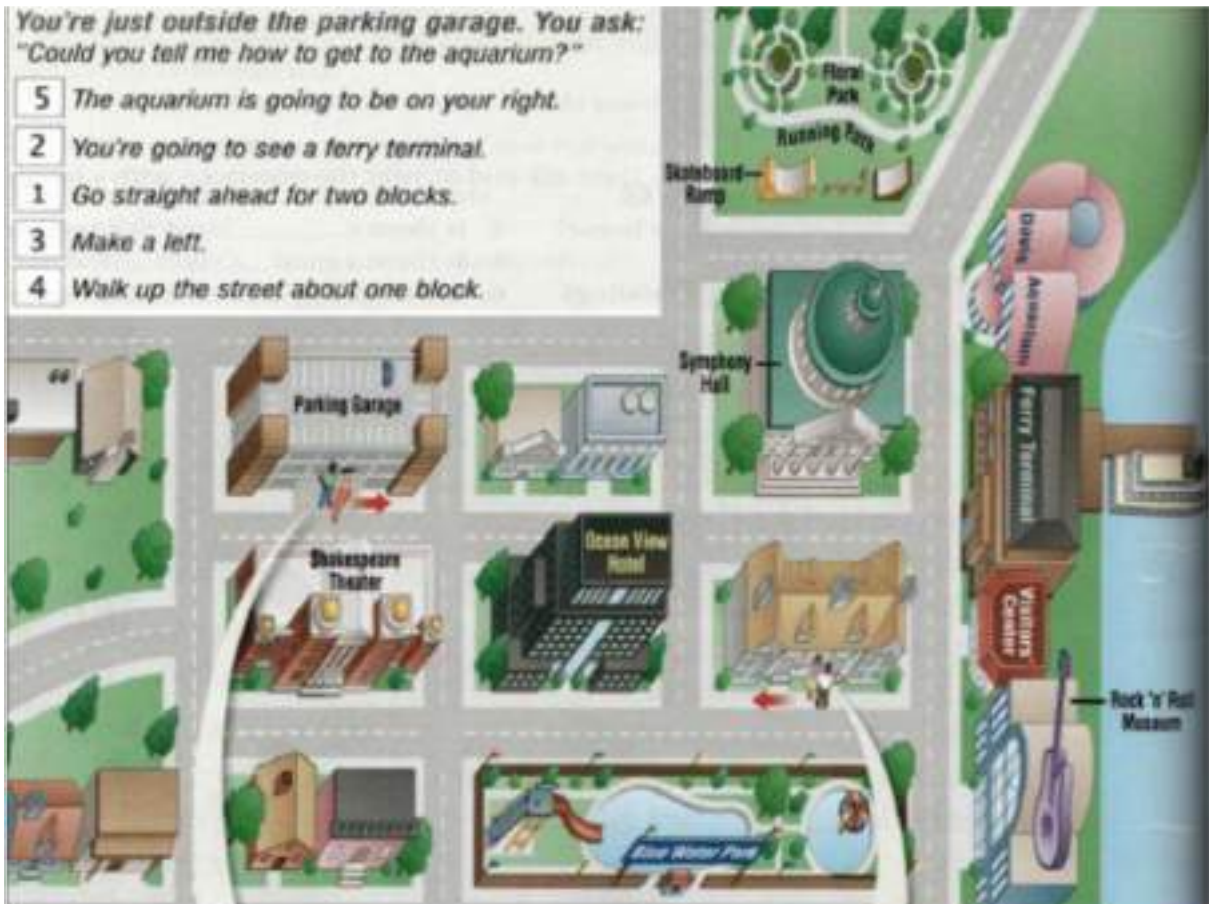 You're just outside the parking garage. You ask:
"Could you tell me how to get to the aquarium?"
5 The aquarium is going to be on your right.
2 You're going to see a ferry terminal.
1 Go straight ahead for two blocks.
3 Make a left.
4 Walk up the street about one block.
Floral
Park
Running Path
Skateboard
Ramp
Davis
Aquarium
Symphony
Hall
Parking Garage
Ferry Terminal
Shakespeare
Theater
Ocean View
Hotel
Visitors
Center
Rock 'n' Roll
Museum
Blue Water Park